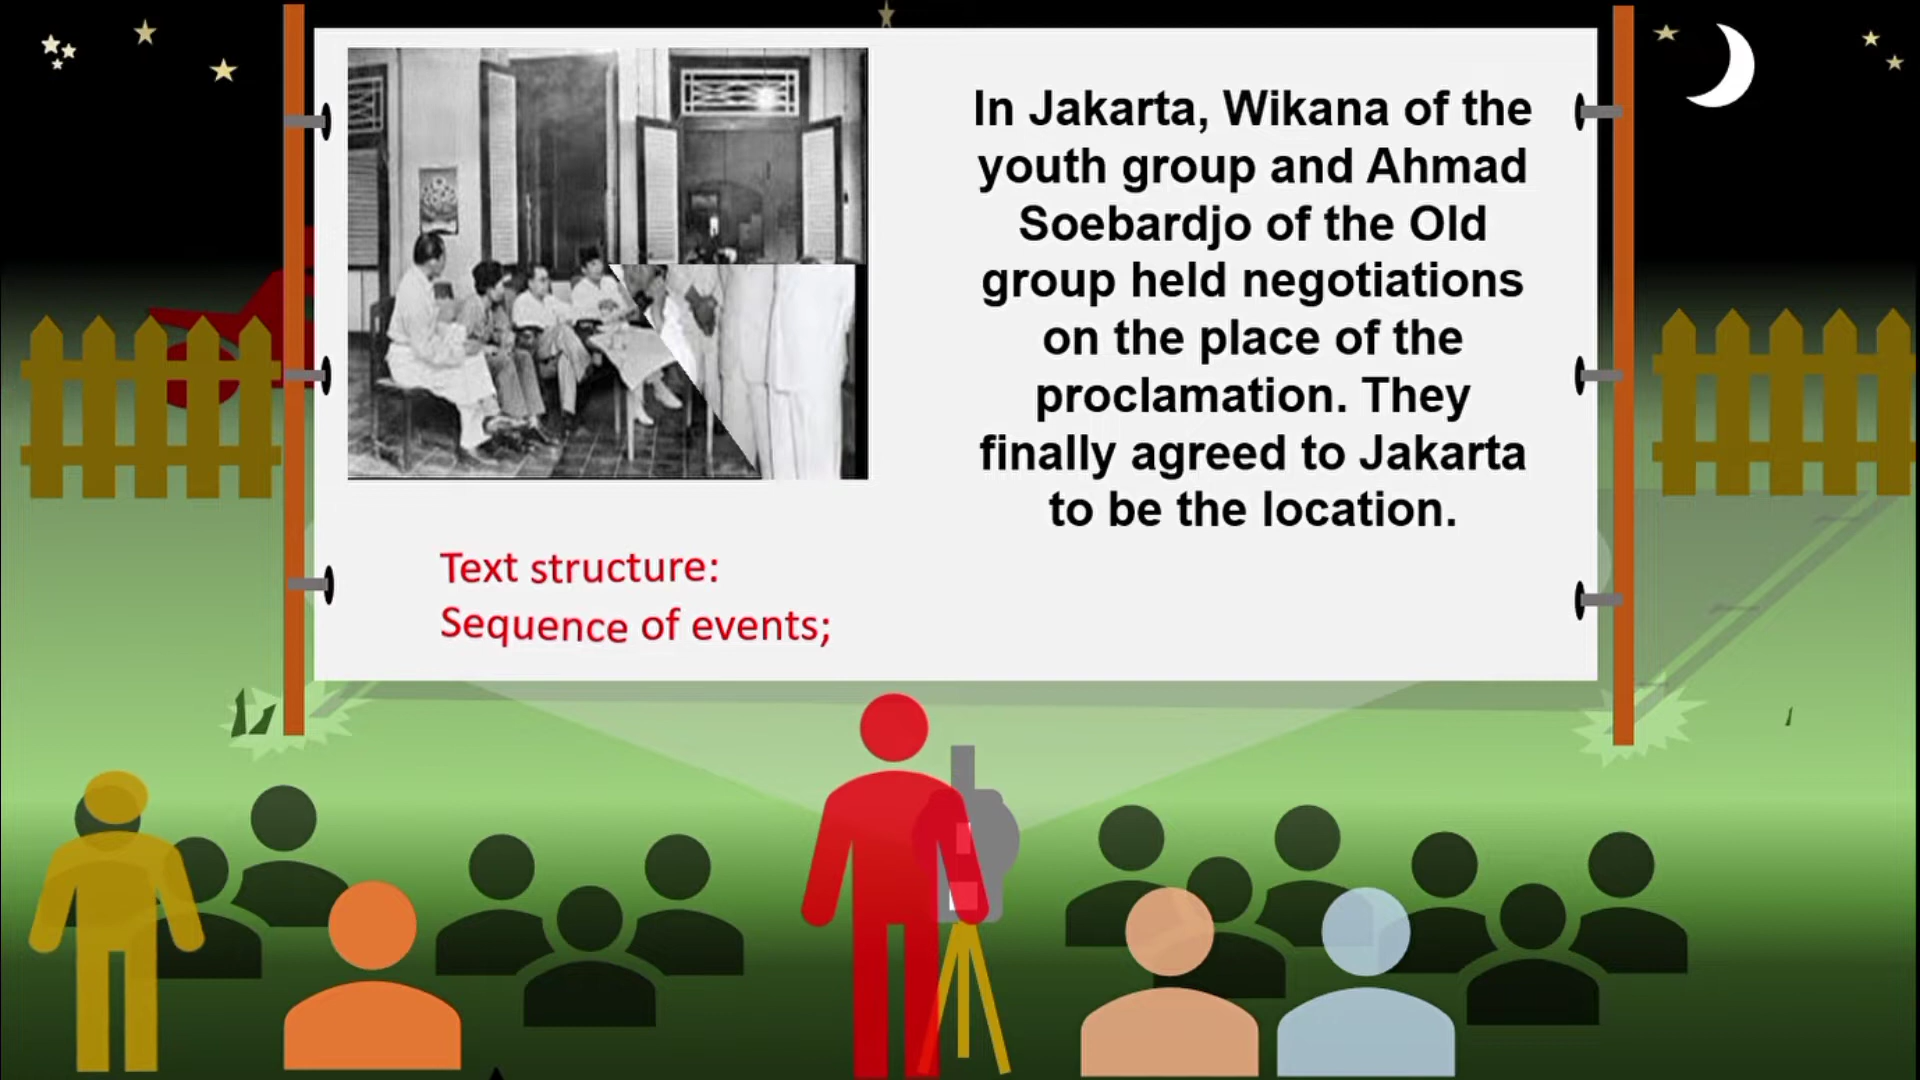 In Jakarta, Wikana of the
youth group and Ahmad
Soebardjo of the Old
group held negotiations
on the place of the
proclamation. They
finally agreed to Jakarta
to be the location.
Text structure:
Sequence of events;